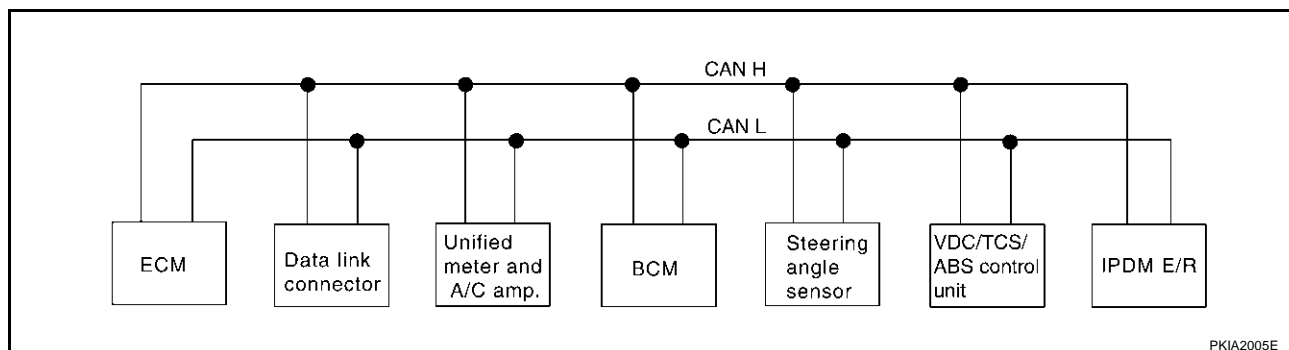 CAN H
CAN L
ECM
Data link
connector
Unified
meter and
A/C amp.
BCM
Steering
angle
sensor
VDC/TCS/
ABS control
unit
IPDM E/R
PKIA2005E